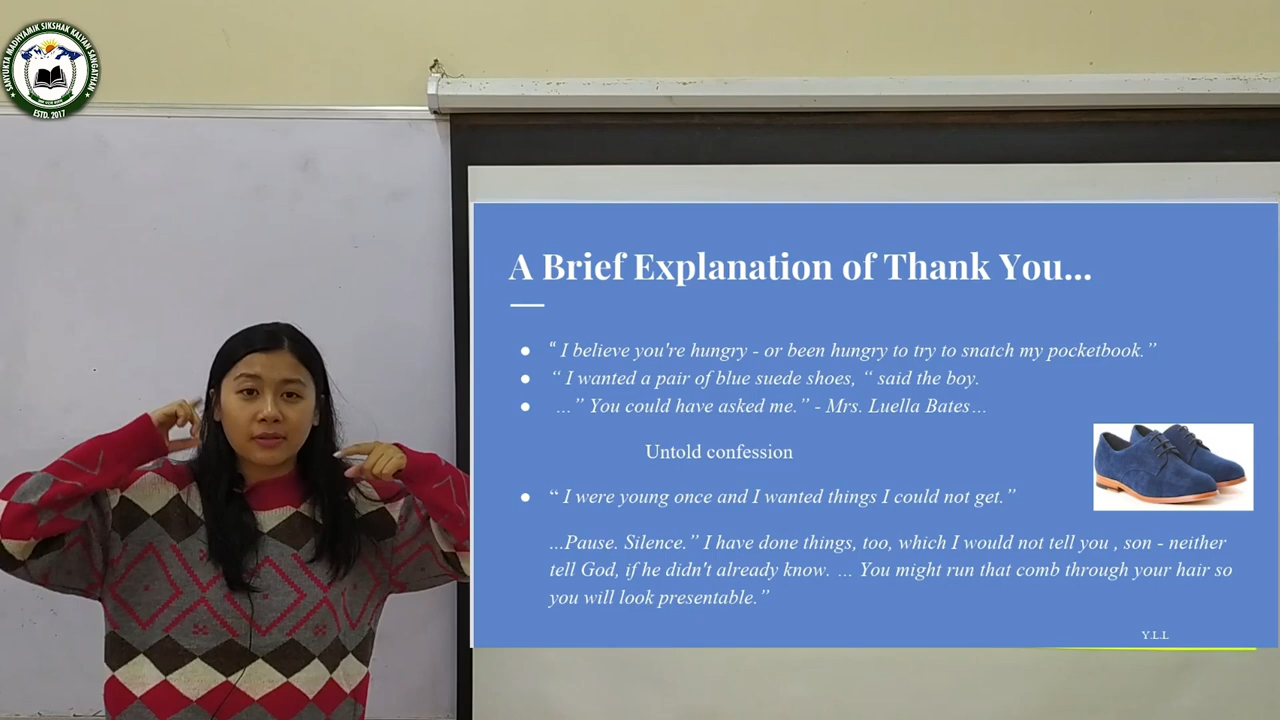 SANYUKTA MADHYAMIK SIKSHAK KALYAN SANGATHAN
ESTD. 2017
A Brief Explanation of Thank You...
● “ I believe you're hungry - or been hungry to try to snatch my pocketbook.”
● “ I wanted a pair of blue suede shoes, “ said the boy.
● ...” You could have asked me.” - Mrs. Luella Bates...
Untold confession
● “ I were young once and I wanted things I could not get.”
...Pause. Silence.” I have done things, too, which I would not tell you , son - neither
tell God, if he didn't already know. ... You might run that comb through your hair so
you will look presentable.”
Y.L.L